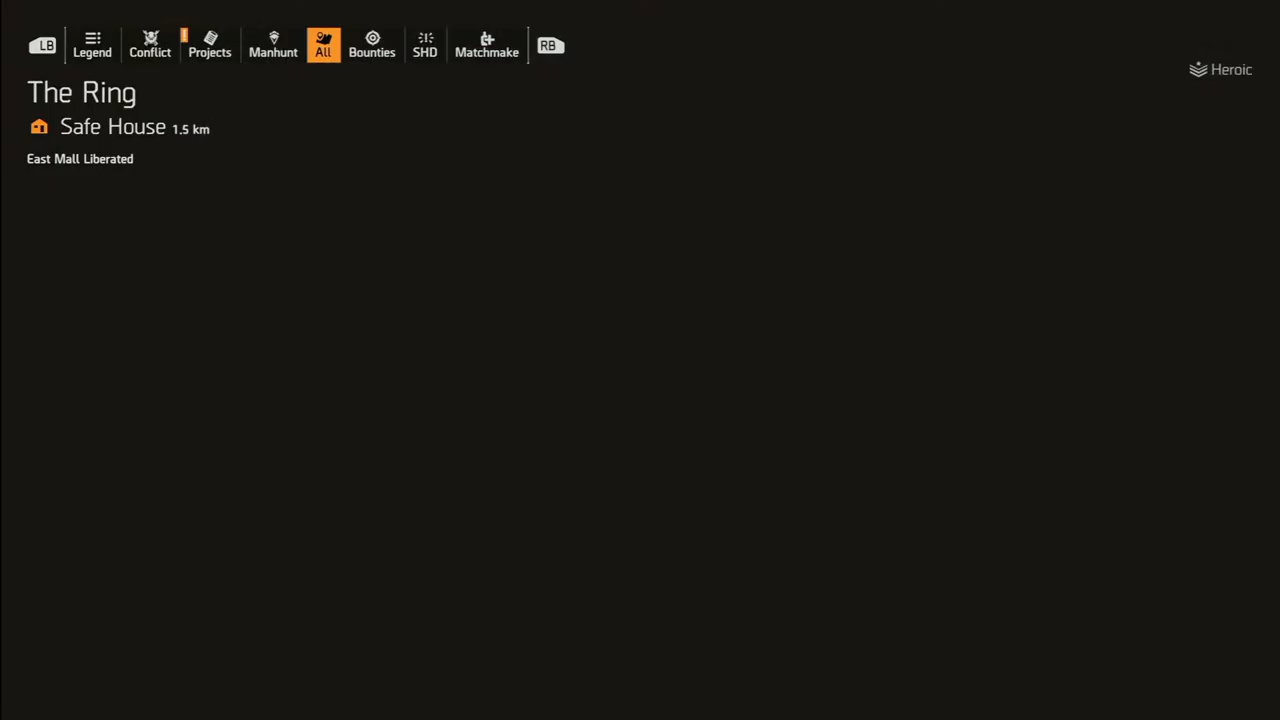 LB Legend Conflict Projects Manhunt All Bounties SHD Matchmake RB
Heroic
The Ring
Safe House 1.5 km
East Mall Liberated